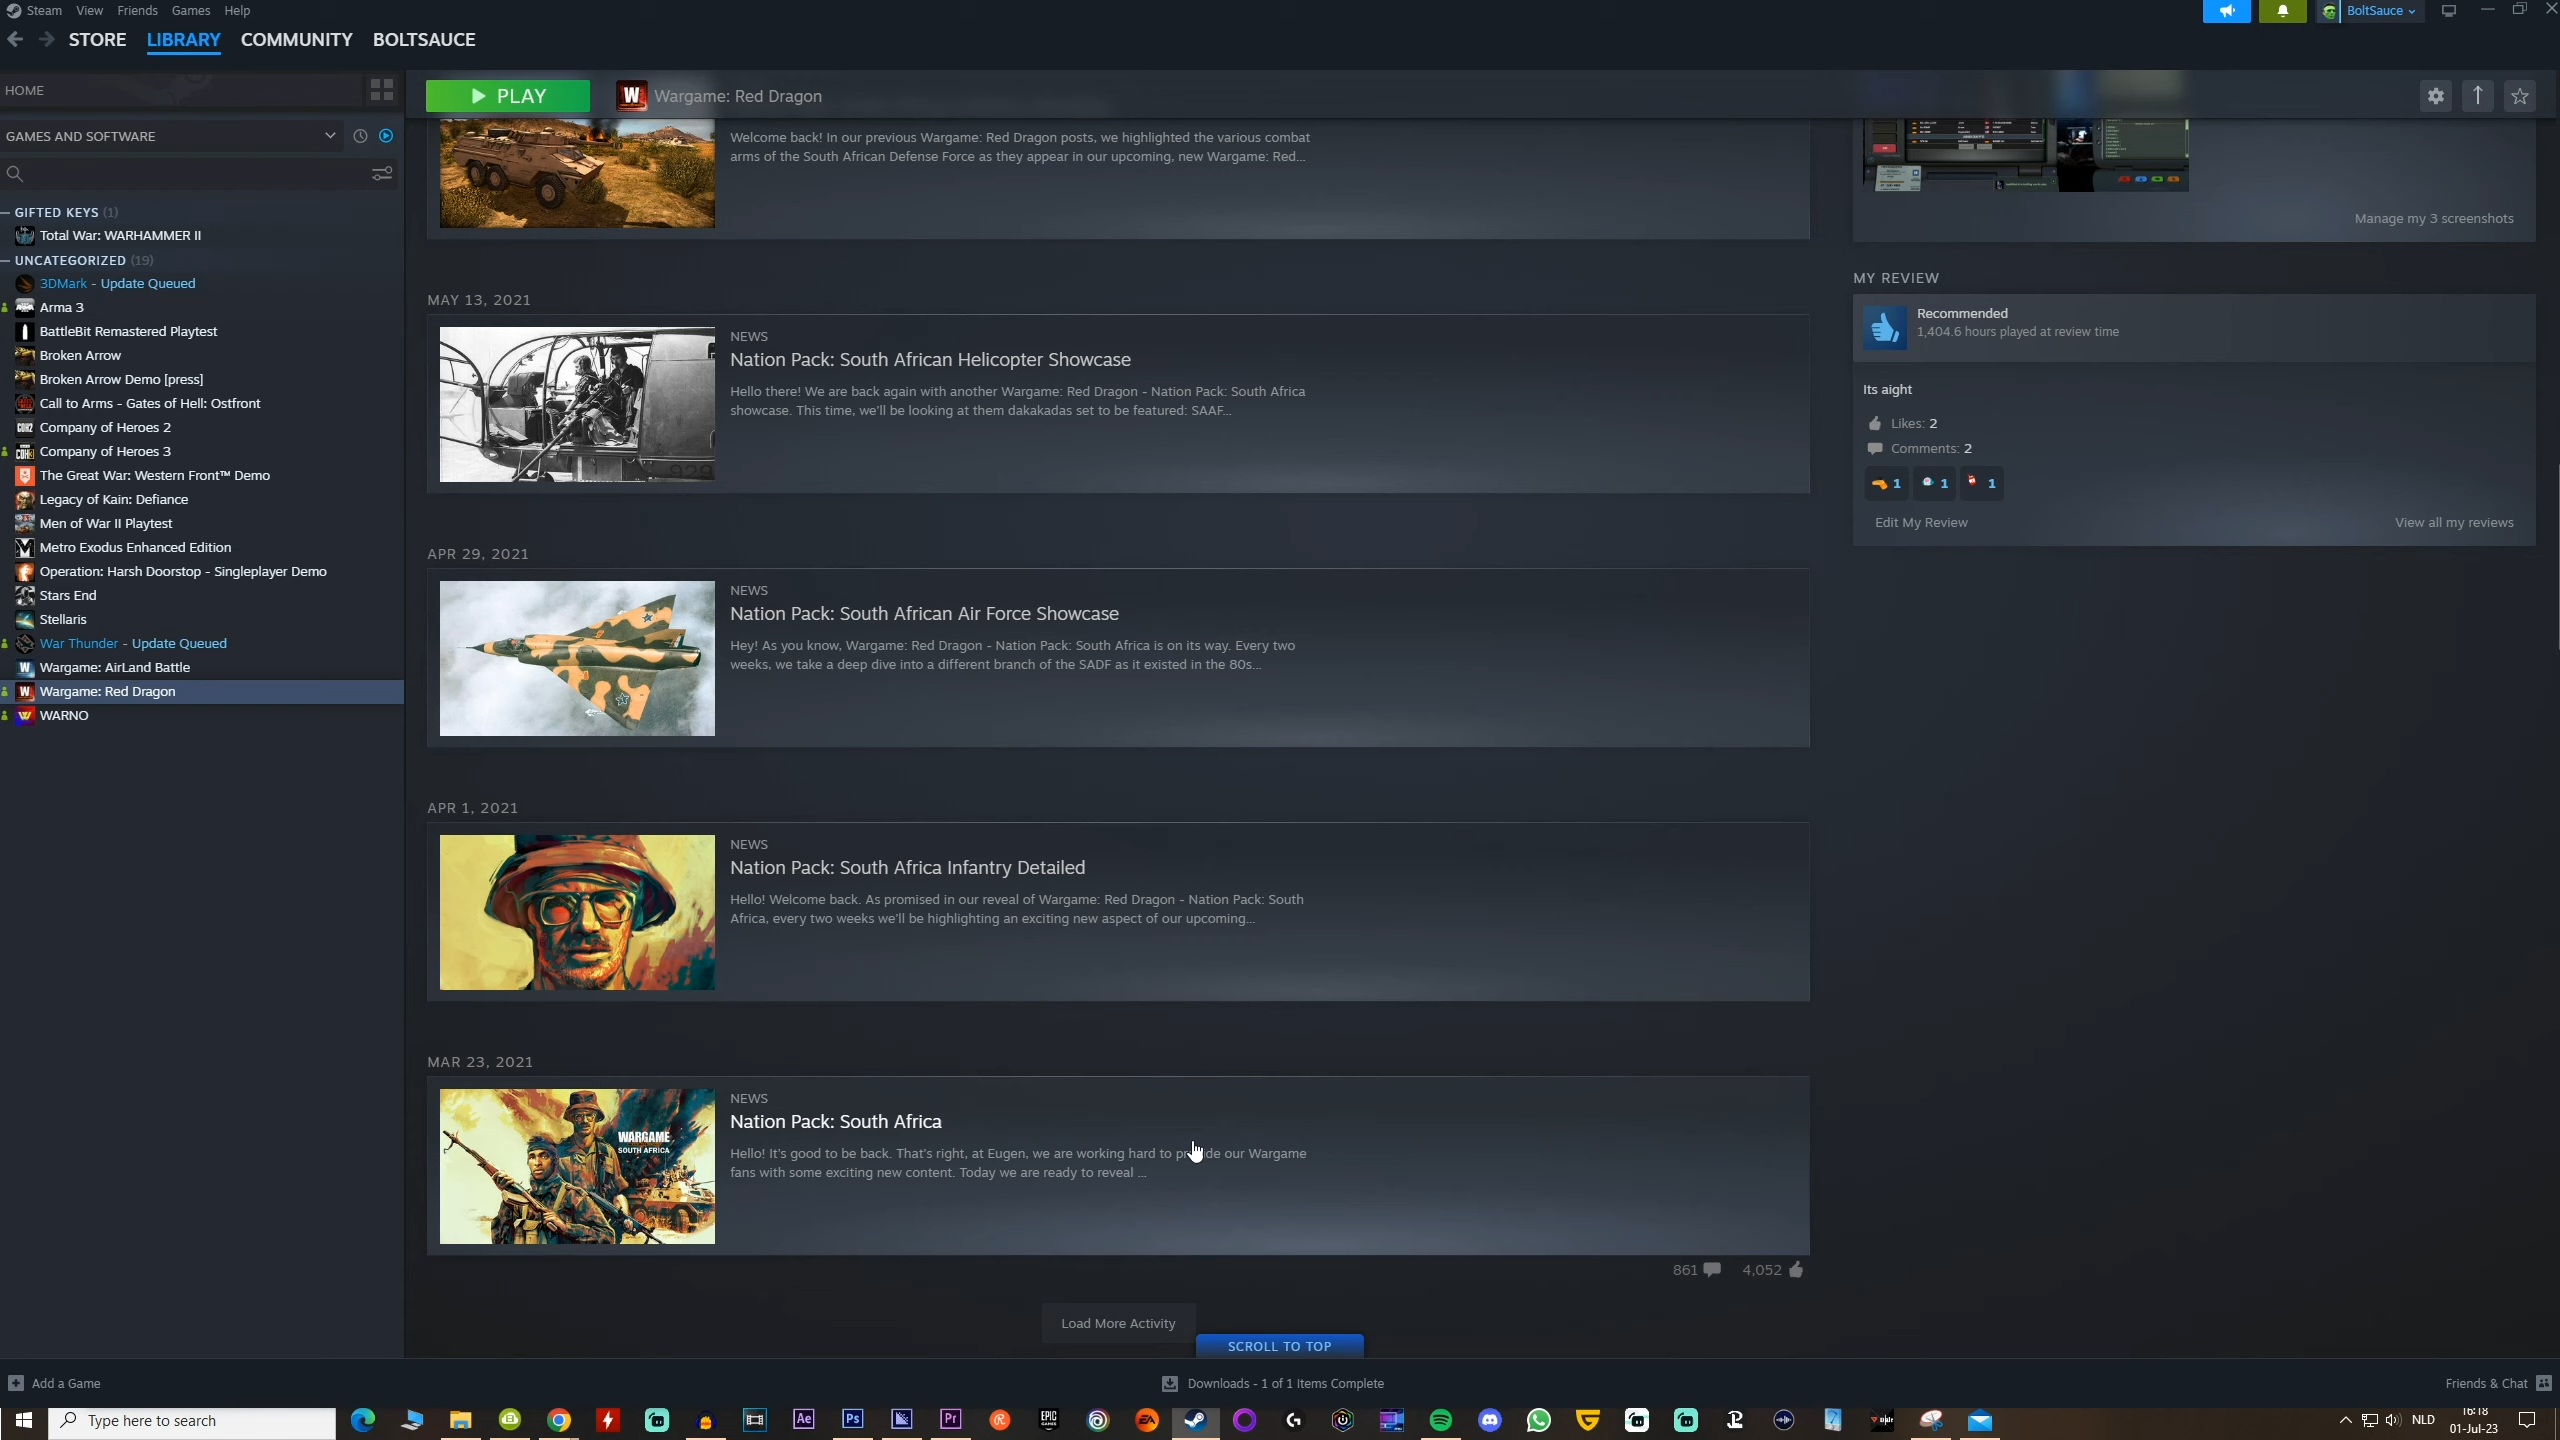 Steam View Friends Games Help
BoltSauce
STORE LIBRARY COMMUNITY BOLTSAUCE
HOME
PLAY
W Wargame: Red Dragon
GAMES AND SOFTWARE
GIFTED KEYS (1)
Total War: WARHAMMER II
UNCATEGORIZED (19)
3DMark - Update Queued
Arma 3
BattleBit Remastered Playtest
Broken Arrow
Broken Arrow Demo [press]
Call to Arms - Gates of Hell: Ostfront
Company of Heroes 2
Company of Heroes 3
The Great War: Western Front™ Demo
Legacy of Kain: Defiance
Men of War II Playtest
Metro Exodus Enhanced Edition
Operation: Harsh Doorstop - Singleplayer Demo
Stars End
Stellaris
War Thunder - Update Queued
Wargame: AirLand Battle
Wargame: Red Dragon
WARNO
Welcome back! In our previous Wargame: Red Dragon posts, we highlighted the various combat
arms of the South African Defense Force as they appear in our upcoming, new Wargame: Red...
MAY 13, 2021
NEWS
Nation Pack: South African Helicopter Showcase
Hello there! We are back again with another Wargame: Red Dragon - Nation Pack: South Africa
showcase. This time, we'll be looking at them dakakadas set to be featured: SAAF...
929
APR 29, 2021
NEWS
Nation Pack: South African Air Force Showcase
Hey! As you know, Wargame: Red Dragon - Nation Pack: South Africa is on its way. Every two
weeks, we take a deep dive into a different branch of the SADF as it existed in the 80s...
APR 1, 2021
NEWS
Nation Pack: South Africa Infantry Detailed
Hello! Welcome back. As promised in our reveal of Wargame: Red Dragon - Nation Pack: South
Africa, every two weeks we'll be highlighting an exciting new aspect of our upcoming...
MAR 23, 2021
NEWS
Nation Pack: South Africa
Hello! It's good to be back. That's right, at Eugen, we are working hard to pr ide our Wargame
fans with some exciting new content. Today we are ready to reveal ...
WARGAME
SOUTH AFRICA
861
4,052
Load More Activity
SCROLL TO TOP
Manage my 3 screenshots
MY REVIEW
Recommended
1,404.6 hours played at review time
Its aight
Likes: 2
Comments: 2
1 1 1
Edit My Review
View all my reviews
Add a Game
Downloads - 1 of 1 Items Complete
Friends & Chat
Type here to search
Ae Ps Pr
EPIC GAMES
EA
NLD
16:18
01-Jul-23